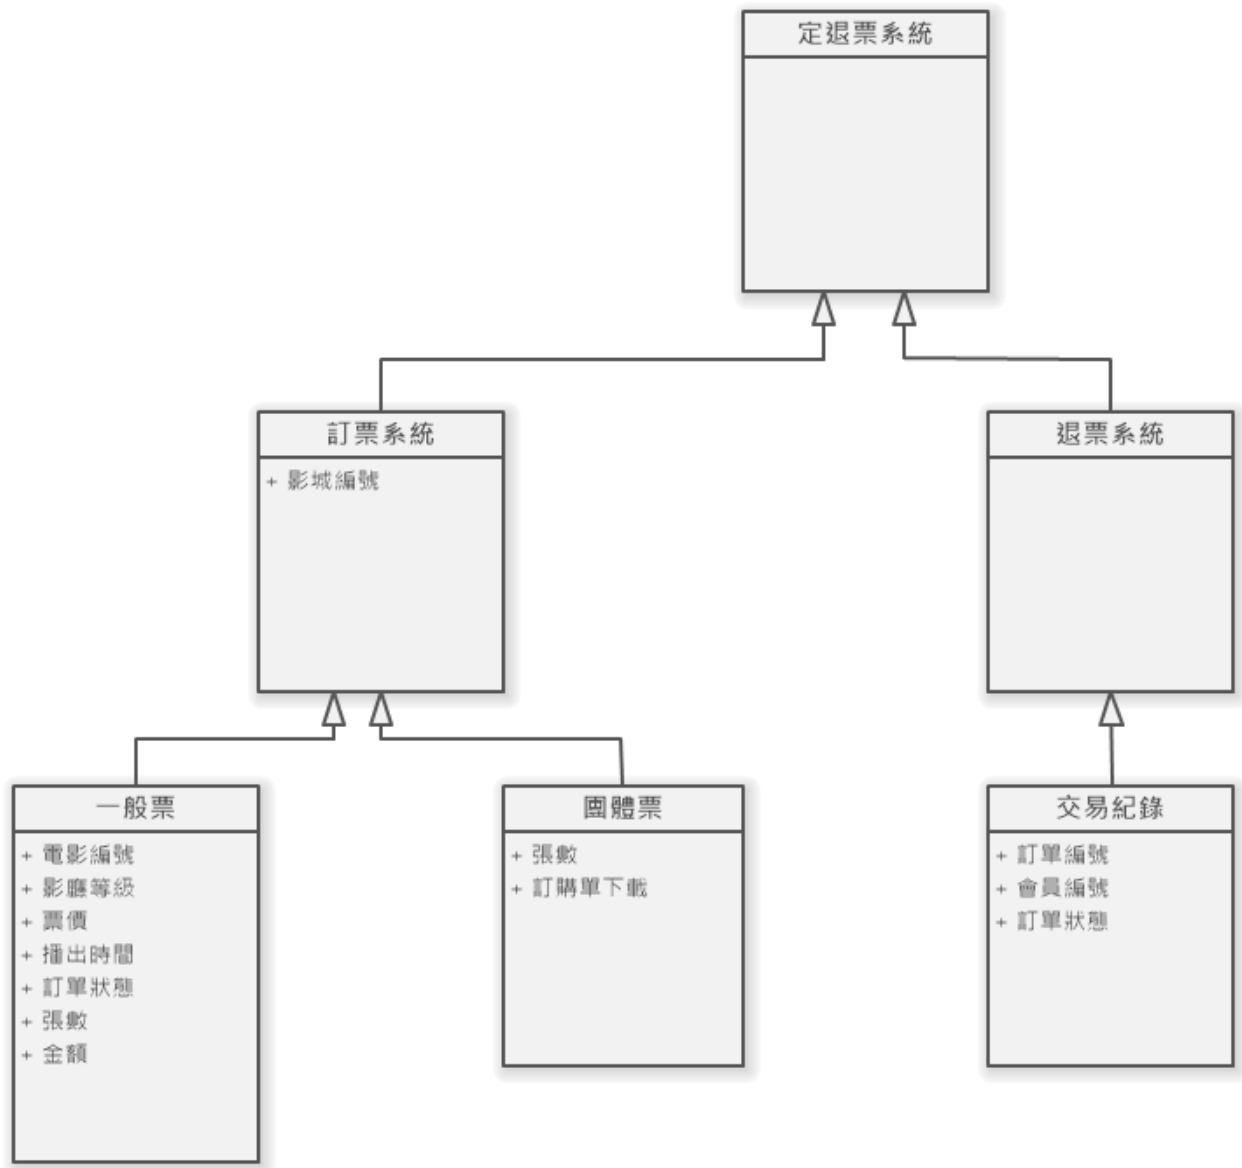 定退票系統
訂票系統
+ 影城編號
退票系統
一般票
+ 電影編號
+ 影廳等級
+ 票價
+ 播出時間
+ 訂單狀態
+ 張數
+ 金額
團體票
+ 張數
+ 訂購單下載
交易紀錄
+ 訂單編號
+ 會員編號
+ 訂單狀態